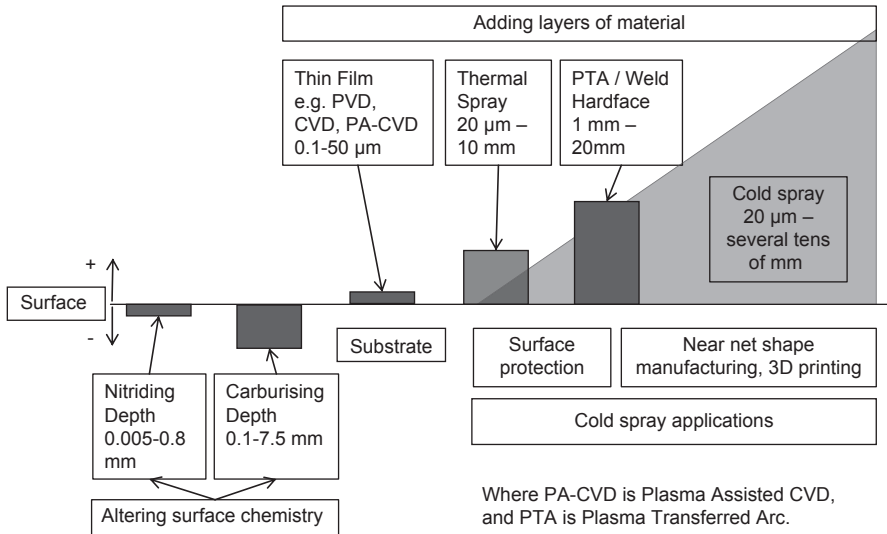 Adding layers of material
Thin Film
e.g. PVD,
CVD, PA-CVD
0.1-50 µm
Thermal
Spray
20 µm –
10 mm
PTA / Weld
Hardface
1 mm –
20mm
Cold spray
20 µm –
several tens
of mm
+
Surface
-
Substrate
Surface
protection
Near net shape
manufacturing, 3D printing
Nitriding
Depth
0.005-0.8
mm
Carburising
Depth
0.1-7.5 mm
Cold spray applications
Altering surface chemistry
Where PA-CVD is Plasma Assisted CVD,
and PTA is Plasma Transferred Arc.